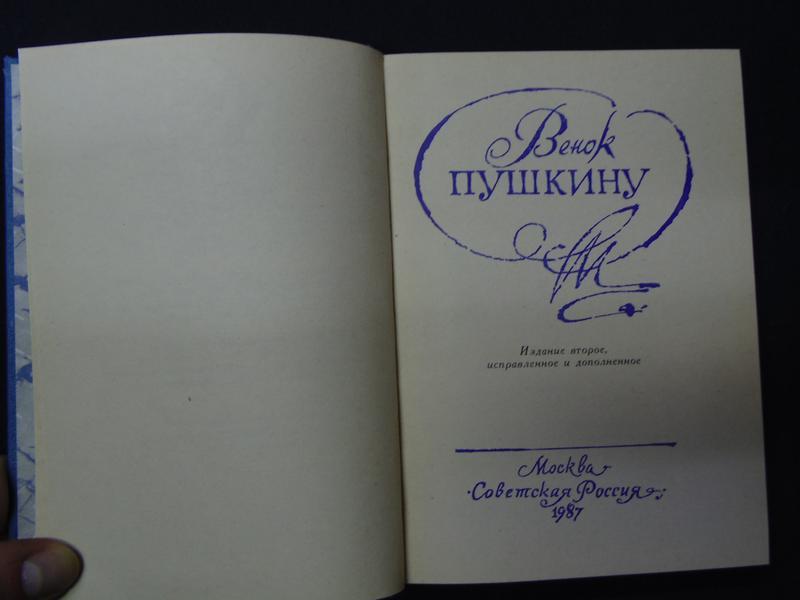 Венок
ПУШКИНУ
Издание второе,
исправленное и дополненное
Москва
·Советская Россия·
1987